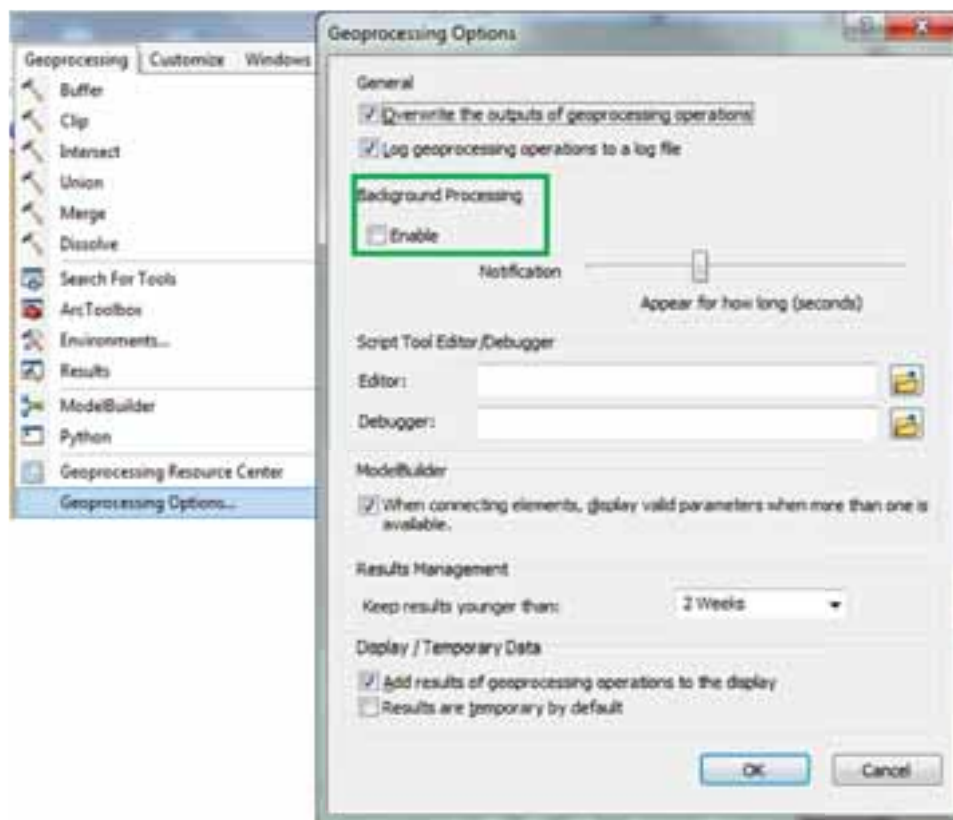 Geoprocessing Customize Windows
Buffer
Clip
Intersect
Union
Merge
Dissolve
Search For Tools
ArcToolbox
Environments...
Results
ModelBuilder
Python
Geoprocessing Resource Center
Geoprocessing Options...
Geoprocessing Options
General
Overwrite the outputs of geoprocessing operations
Log geoprocessing operations to a log file
Background Processing
Enable
Notification
Appear for how long (seconds)
Script Tool Editor/Debugger
Editor:
Debugger:
ModelBuilder
When connecting elements, display valid parameters when more than one is
available.
Results Management
Keep results younger than: 2 Weeks
Display / Temporary Data
Add results of geoprocessing operations to the display
Results are temporary by default
OK Cancel